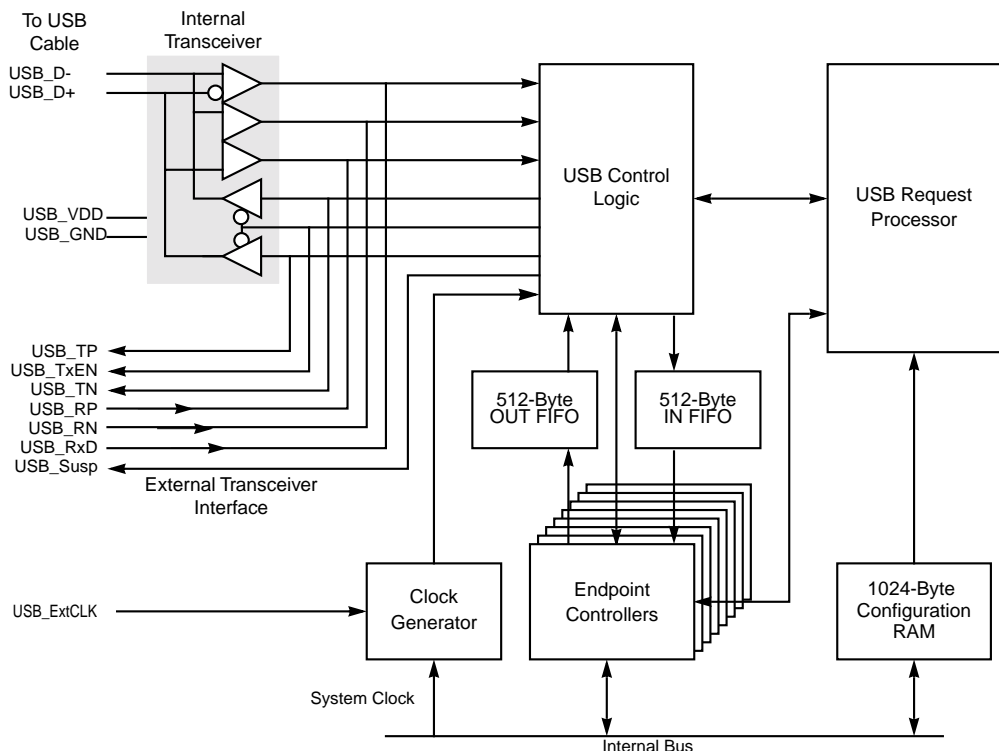 To USB
Cable
Internal
Transceiver
USB_D-
USB_D+
USB_VDD
USB_GND
USB Control
Logic
USB Request
Processor
USB_TP
USB_TxEN
USB_TN
USB_RP
USB_RN
USB_RxD
USB_Susp
External Transceiver
Interface
512-Byte
OUT FIFO
512-Byte
IN FIFO
USB_ExtCLK
Clock
Generator
Endpoint
Controllers
1024-Byte
Configuration
RAM
System Clock
Internal Bus